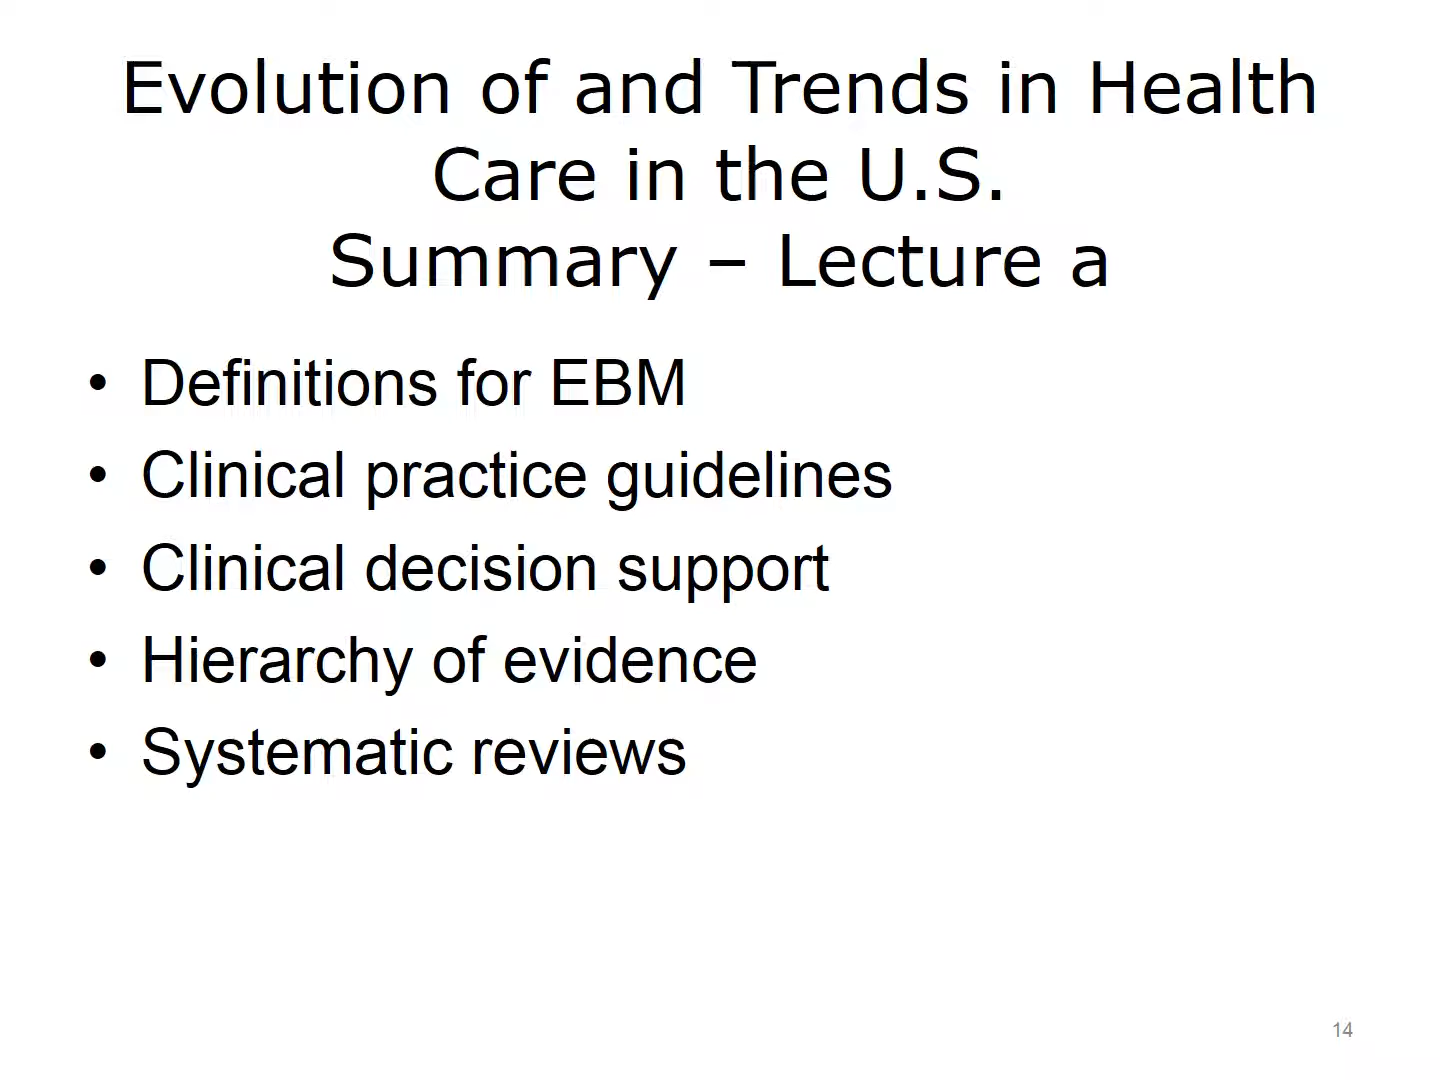 Evolution of and Trends in Health
Care in the U.S.
Summary – Lecture a
• Definitions for EBM
• Clinical practice guidelines
• Clinical decision support
• Hierarchy of evidence
• Systematic reviews
14